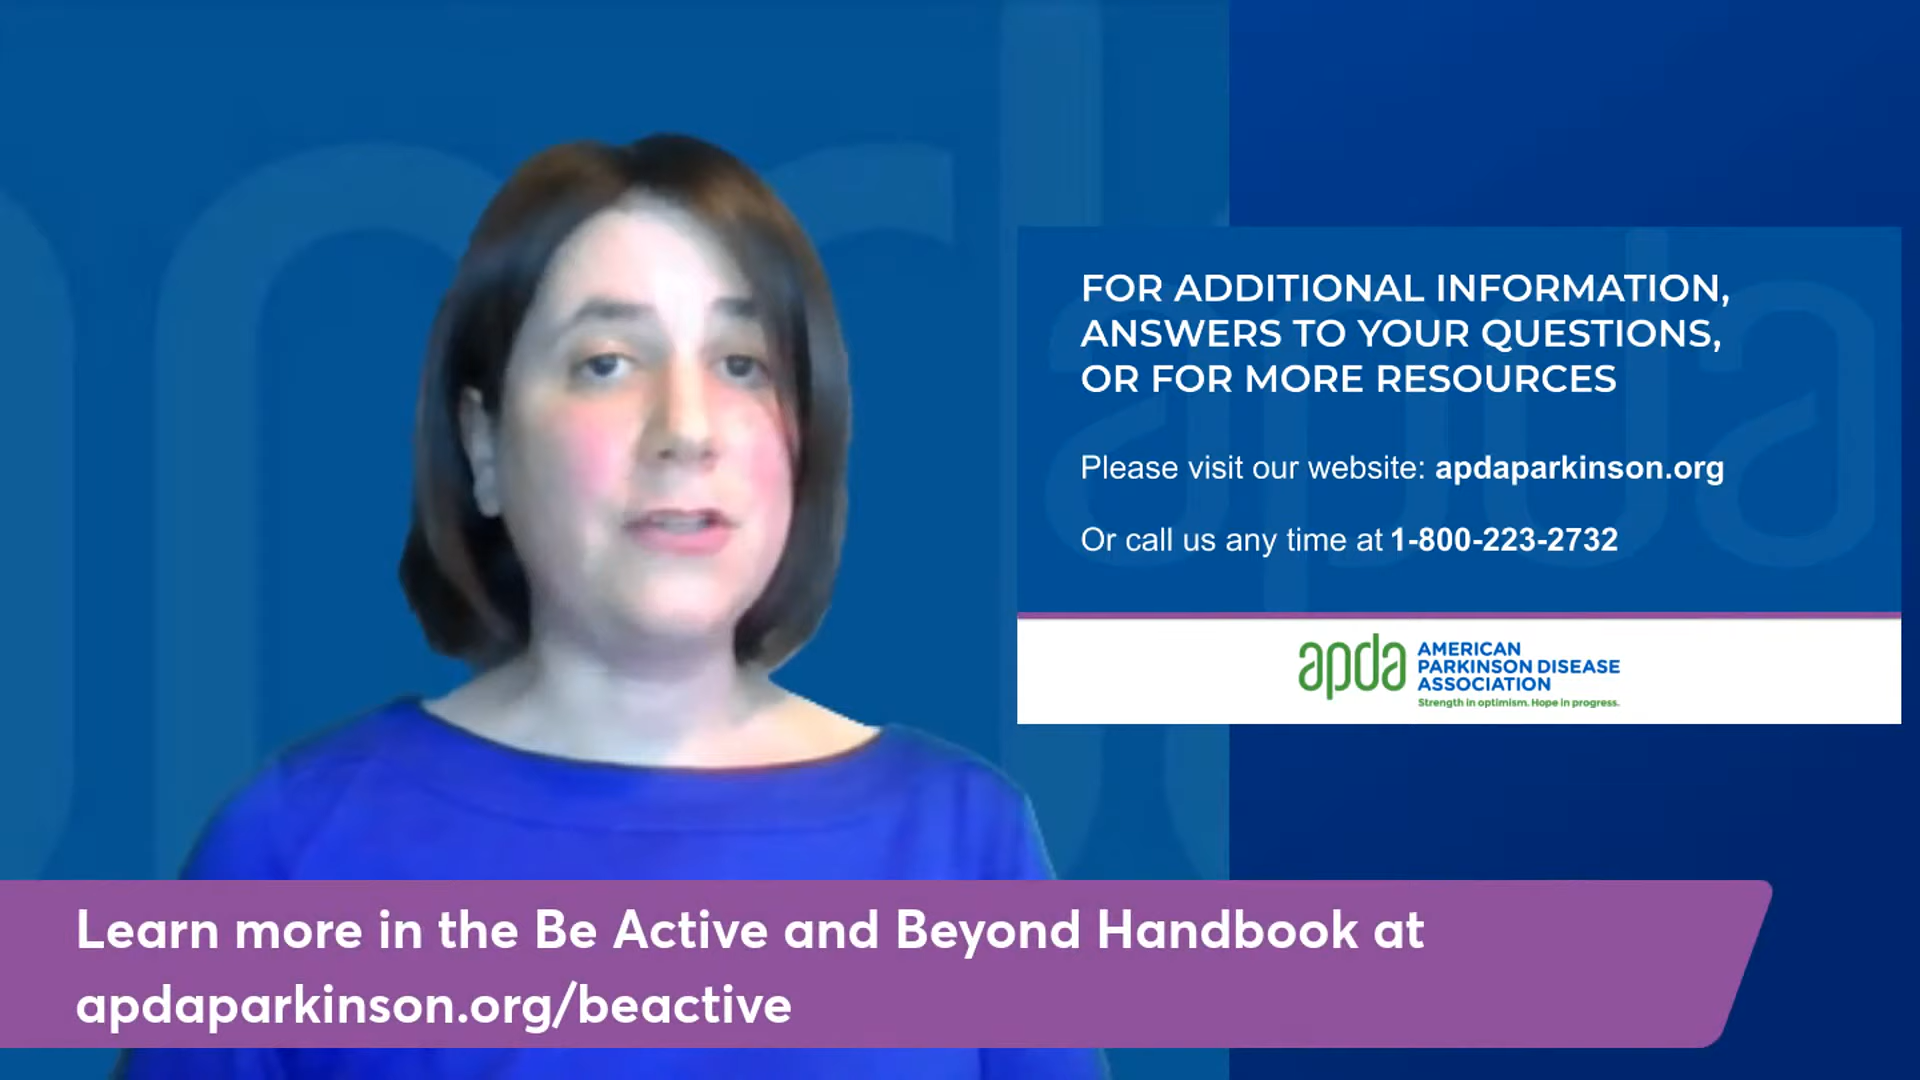 FOR ADDITIONAL INFORMATION,
ANSWERS TO YOUR QUESTIONS,
OR FOR MORE RESOURCES
Please visit our website: apdaparkinson.org
Or call us any time at 1-800-223-2732
apda
AMERICAN
PARKINSON DISEASE
ASSOCIATION
Strength in optimism. Hope in progress.
Learn more in the Be Active and Beyond Handbook at
apdaparkinson.org/beactive